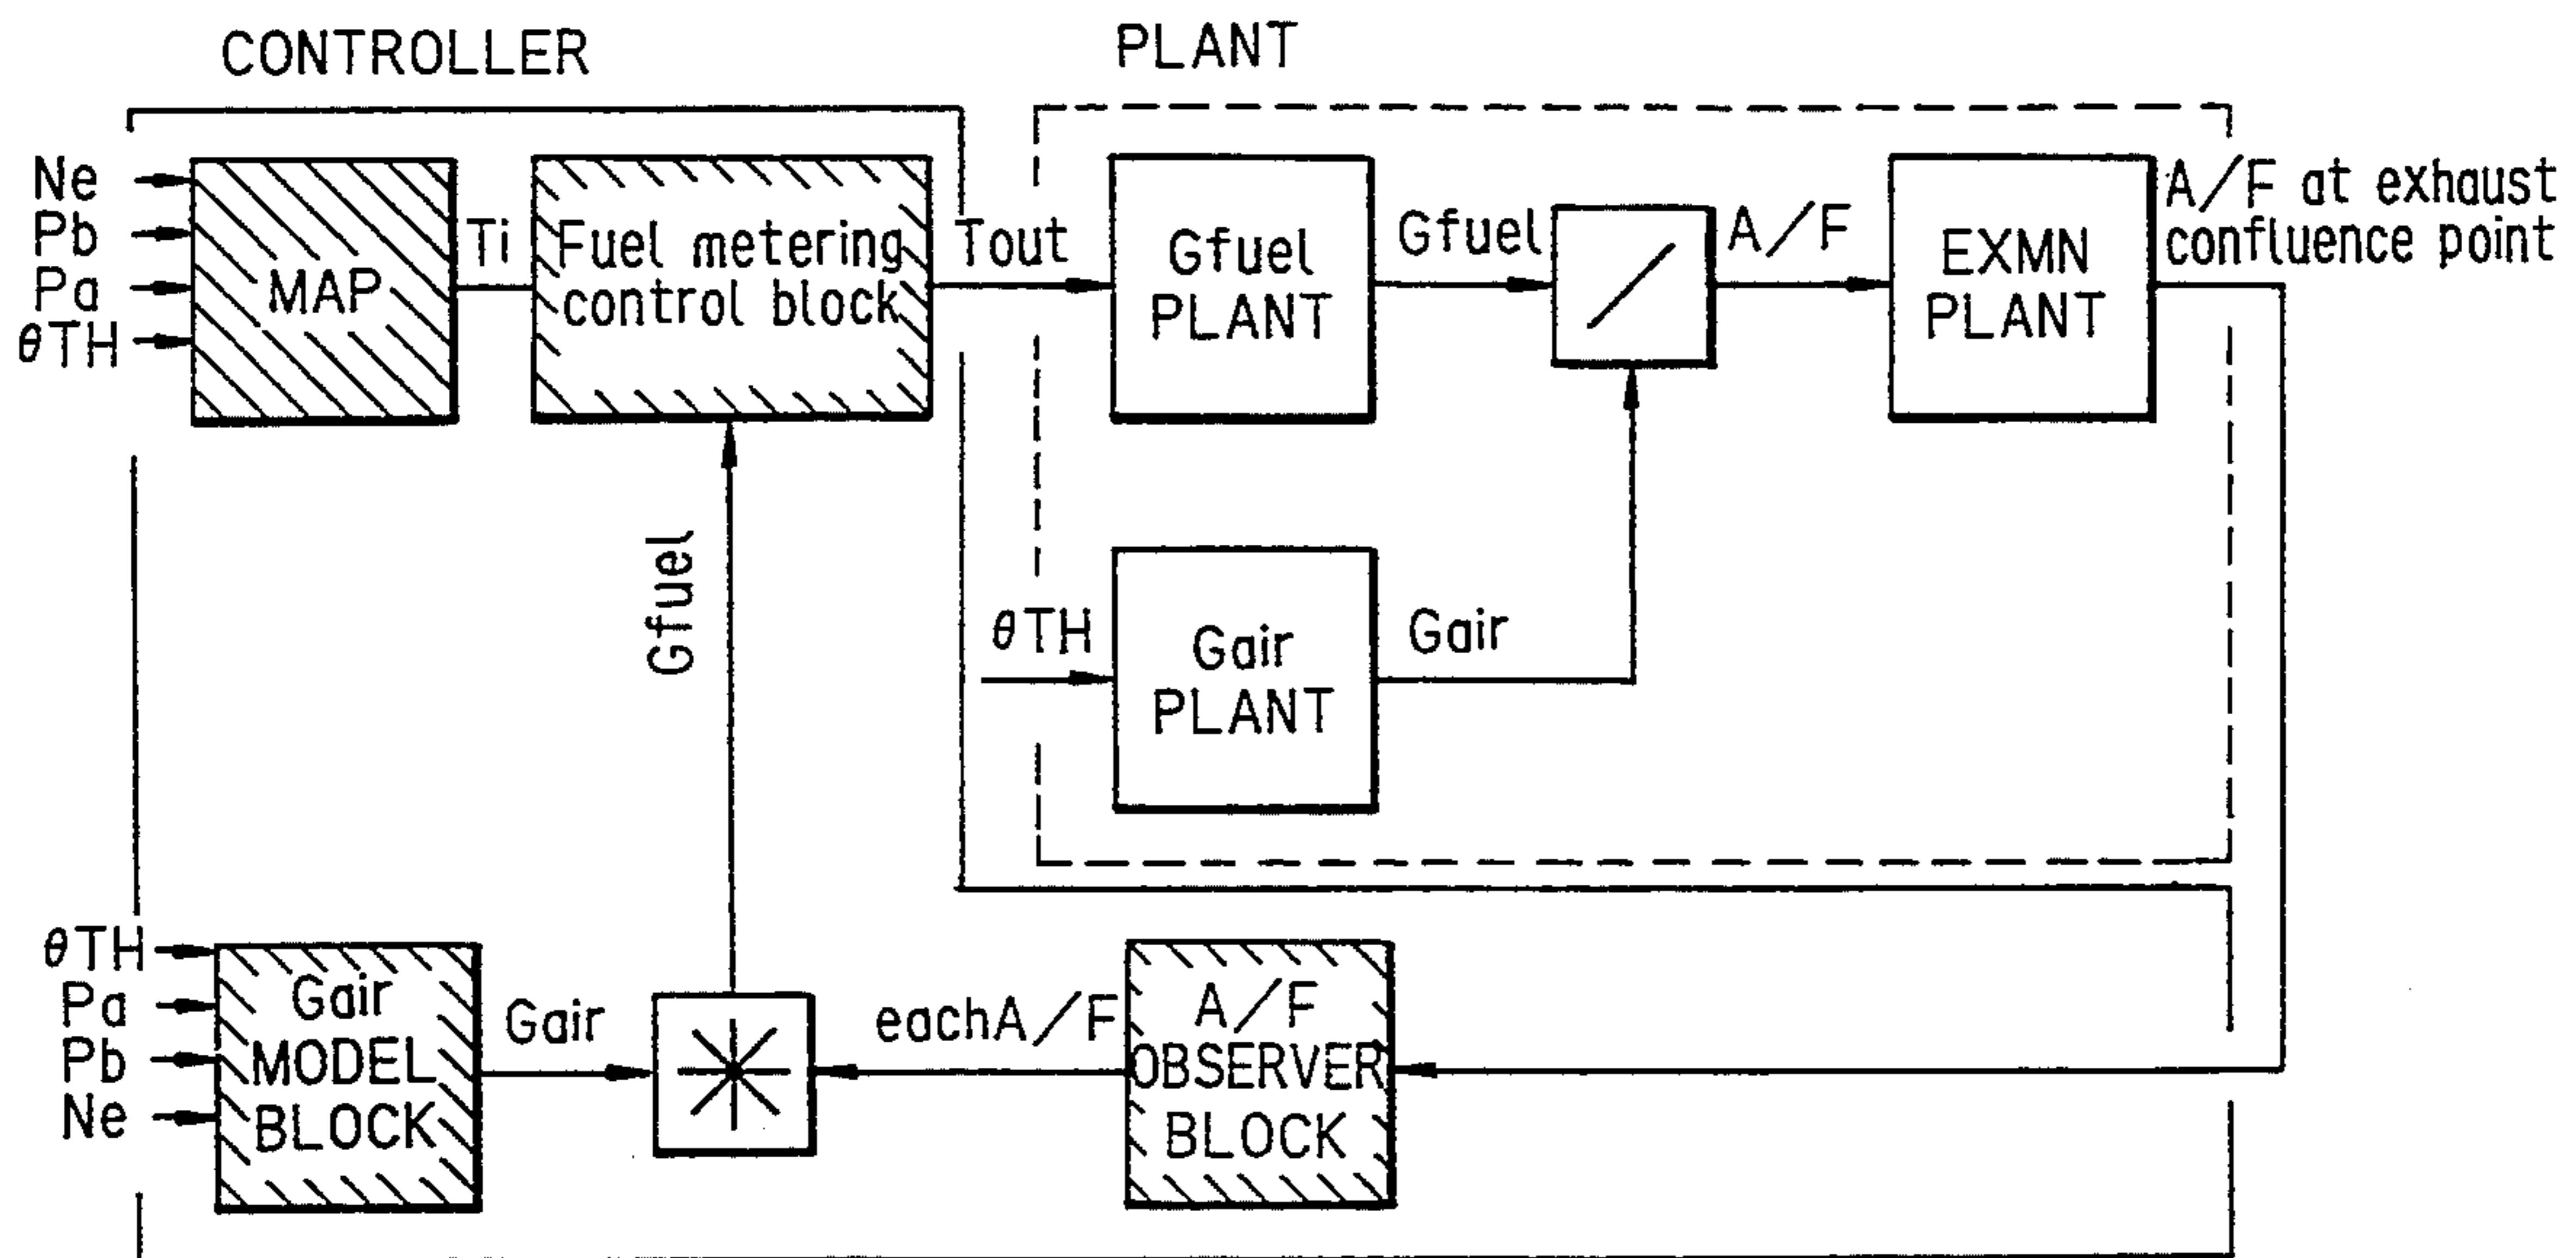 CONTROLLER
PLANT
Ne
Pb
Pa
θTH
MAP
Ti
Fuel metering
control block
Tout
Gfuel
PLANT
Gfuel
A/F
EXMN
PLANT
A/F at exhaust
confluence point
Gfuel
θTH
Gair
PLANT
Gair
θTH
Pa
Pb
Ne
Gair
MODEL
BLOCK
Gair
eachA/F
A/F
OBSERVER
BLOCK